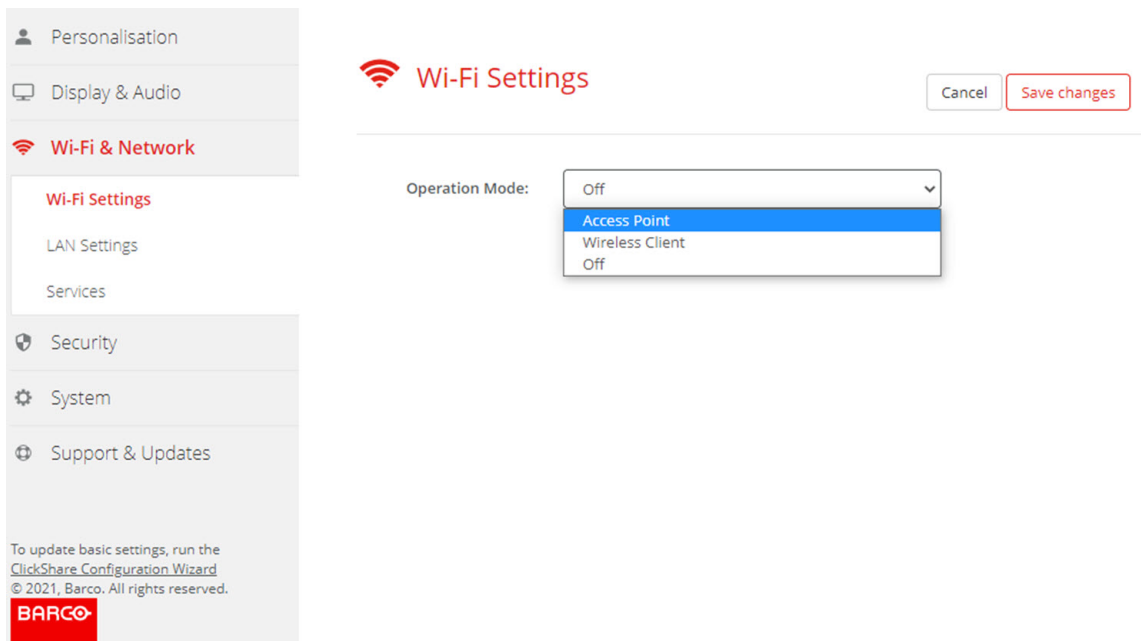 Personalisation
Display & Audio
Wi-Fi & Network
Wi-Fi Settings
LAN Settings
Services
Security
System
Support & Updates
To update basic settings, run the
ClickShare Configuration Wizard
© 2021, Barco. All rights reserved.
BARCO
Wi-Fi Settings
Cancel
Save changes
Operation Mode:
Off
Access Point
Wireless Client
Off